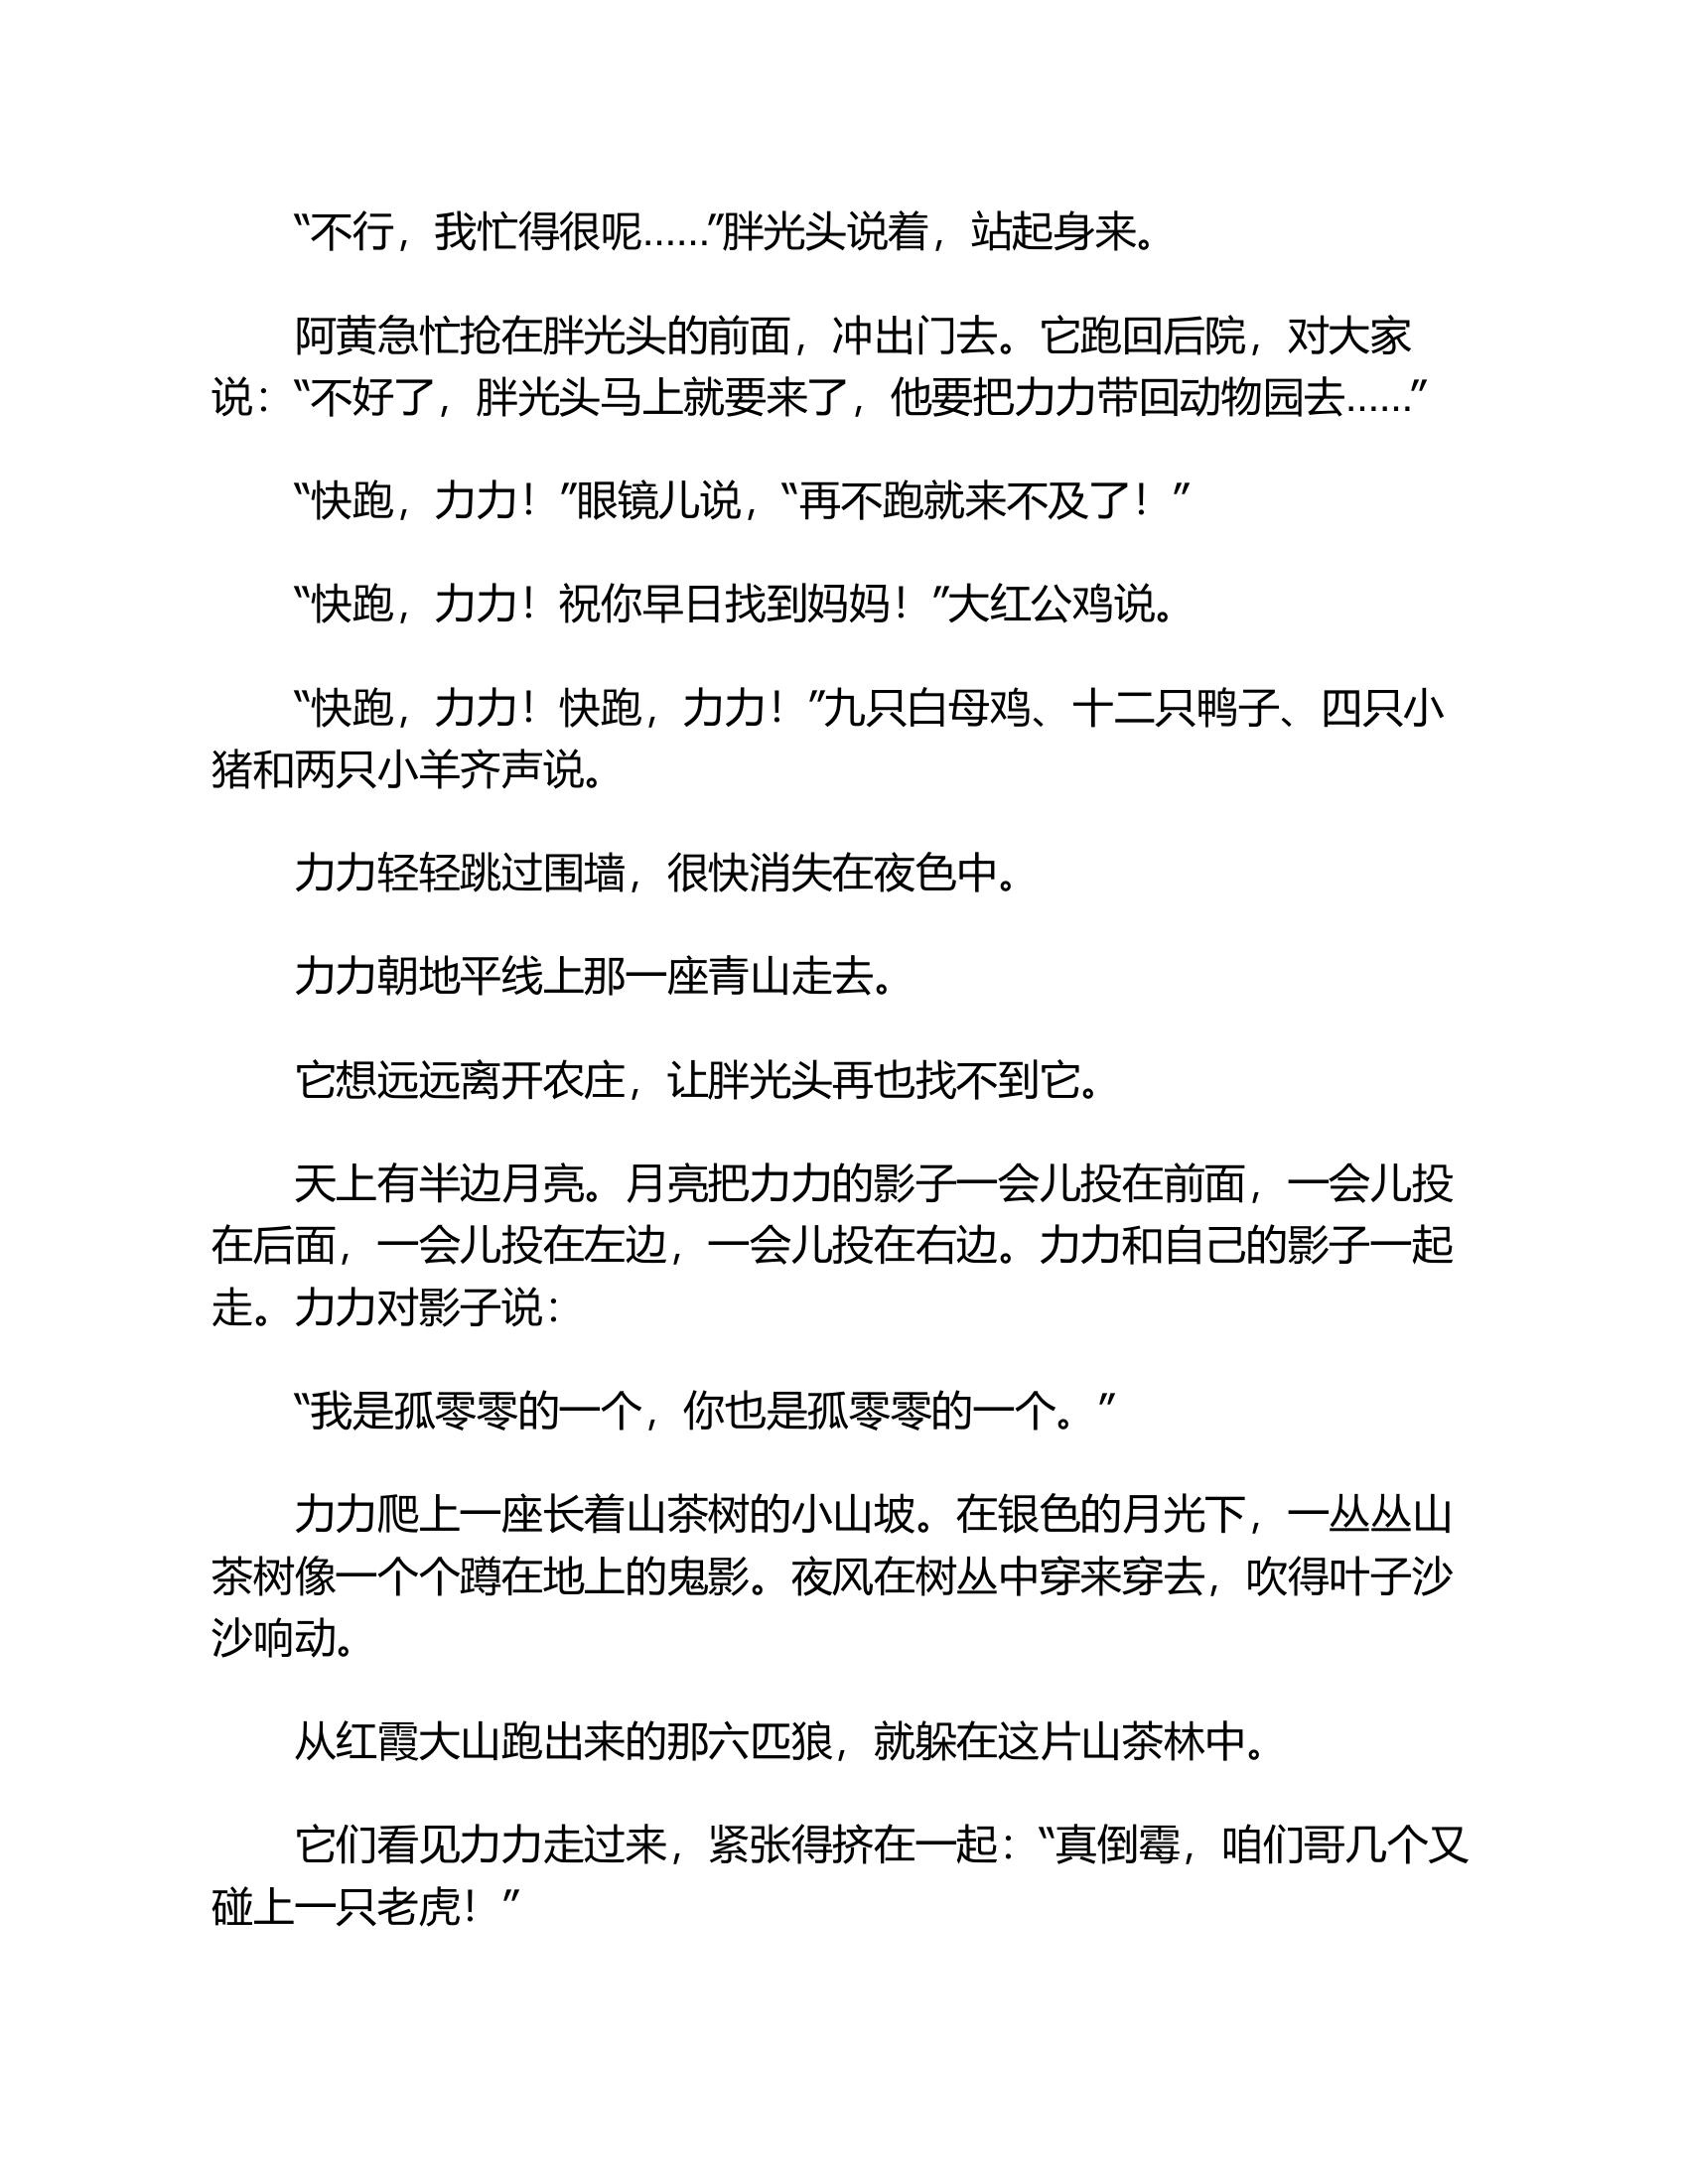 “不行，我忙得很呢……”胖光头说着，站起身来。
阿黄急忙抢在胖光头的前面，冲出门去。它跑回后院，对大家
说：“不好了，胖光头马上就要来了，他要把力力带回动物园去……”
“快跑，力力！”眼镜儿说，“再不跑就来不及了！”
“快跑，力力！祝你早日找到妈妈！”大红公鸡说。
“快跑，力力！快跑，力力！”九只白母鸡、十二只鸭子、四只小
猪和两只小羊齐声说。
力力轻轻跳过围墙，很快消失在夜色中。
力力朝地平线上那一座青山走去。
它想远远离开农庄，让胖光头再也找不到它。
天上有半边月亮。月亮把力力的影子一会儿投在前面，一会儿投
在后面，一会儿投在左边，一会儿投在右边。力力和自己的影子一起
走。力力对影子说：
“我是孤零零的一个，你也是孤零零的一个。”
力力爬上一座长着山茶树的小山坡。在银色的月光下，一丛丛山
茶树像一个个蹲在地上的鬼影。夜风在树丛中穿来穿去，吹得叶子沙
沙响动。
从红霞大山跑出来的那六匹狼，就躲在这片山茶林中。
它们看见力力走过来，紧张得挤在一起：“真倒霉，咱们哥几个又
碰上一只老虎！”